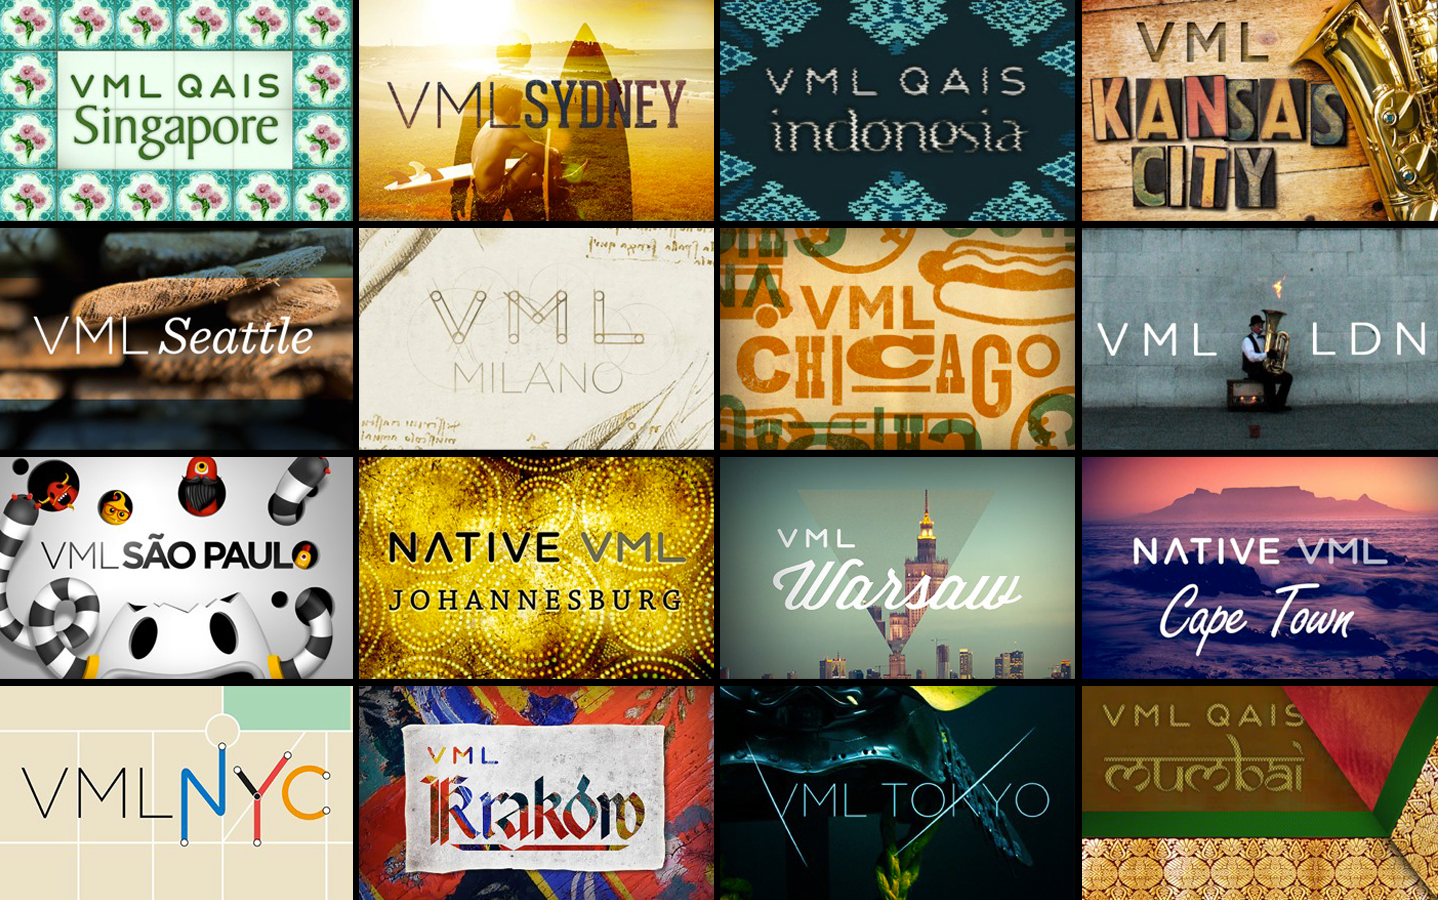 VML QAIS
Singapore
VML SYDNEY
VML QAIS
indonesia
VML
KANSAS
CITY
VML Seattle
VML
MILANO
VML
CHICAGO
VML LDN
VML SÃO PAULO
NATIVE VML
JOHANNESBURG
VML
Warsaw
NATIVE VML
Cape Town
VML NYC
VML
Kraków
VML TOKYO
VML QAIS
mumbai